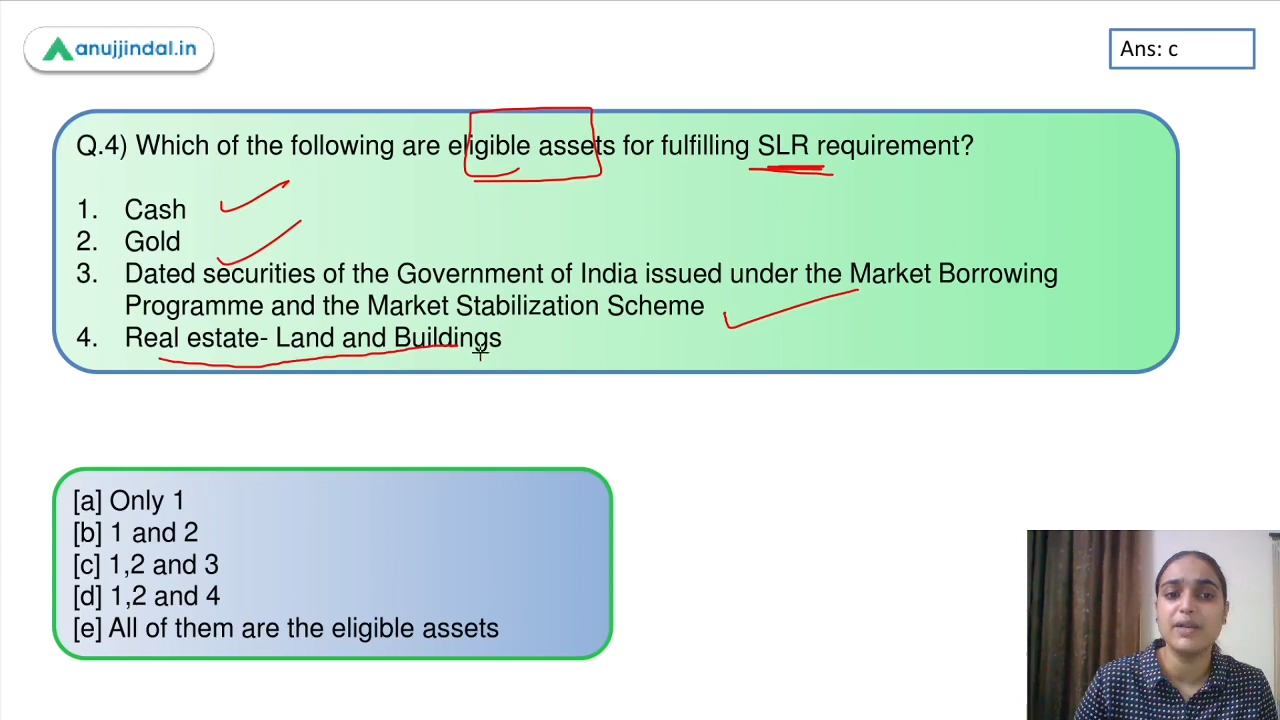 anujjindal.in
Ans: c
Q.4) Which of the following are eligible assets for fulfilling SLR requirement?
1. Cash
2. Gold
3. Dated securities of the Government of India issued under the Market Borrowing
Programme and the Market Stabilization Scheme
4. Real estate- Land and Buildings
[a] Only 1
[b] 1 and 2
[c] 1,2 and 3
[d] 1,2 and 4
[e] All of them are the eligible assets